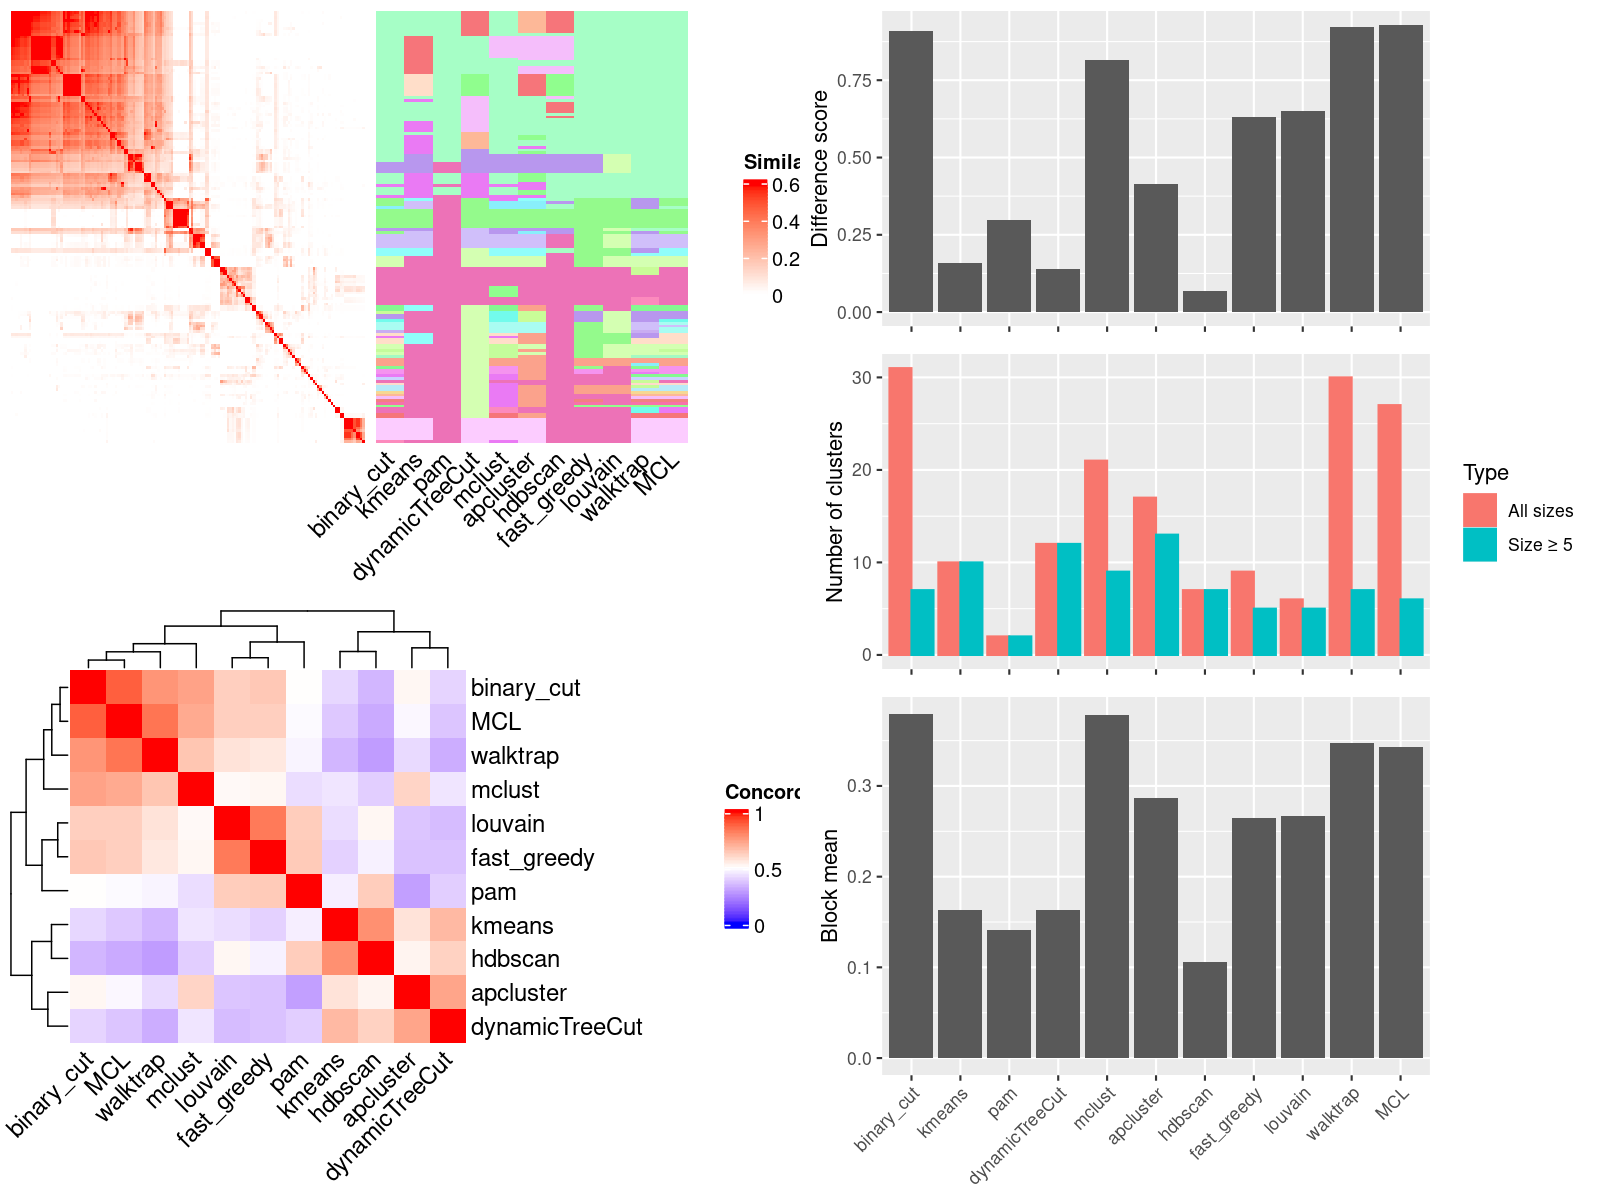 Simila
0.6
0.4
0.2
0
binary_cut
kmeans
pam
dynamicTreeCut
mclust
apcluster
hdbscan
fast_greedy
louvain
walktrap
MCL
Difference score
0.75
0.50
0.25
0.00
Number of clusters
30
20
10
0
Type
All sizes
Size ≥ 5
Block mean
0.3
0.2
0.1
0.0
binary_cut
kmeans
pam
dynamicTreeCut
mclust
apcluster
hdbscan
fast_greedy
louvain
walktrap
MCL
binary_cut
MCL
walktrap
mclust
louvain
fast_greedy
pam
kmeans
hdbscan
apcluster
dynamicTreeCut
binary_cut
MCL
walktrap
mclust
louvain
fast_greedy
pam
kmeans
hdbscan
apcluster
dynamicTreeCut
Concord
1
0.5
0